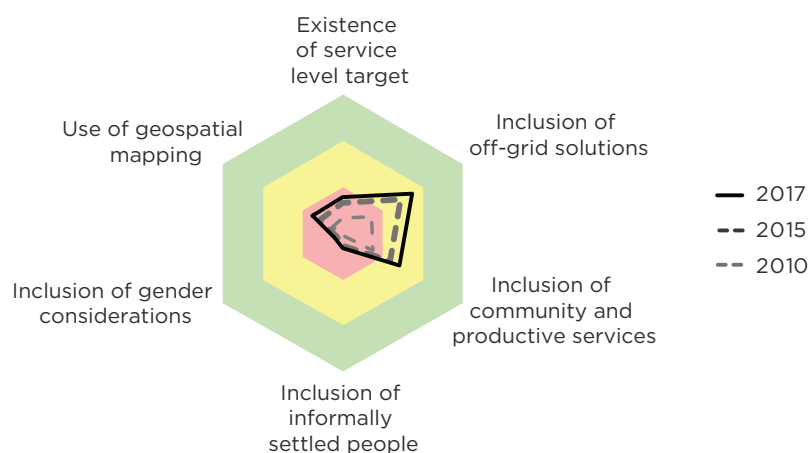 Existence
of service
level target
Use of geospatial
mapping
Inclusion of
off-grid solutions
2017
2015
2010
Inclusion of gender
considerations
Inclusion of
community and
productive services
Inclusion of
informally
settled people